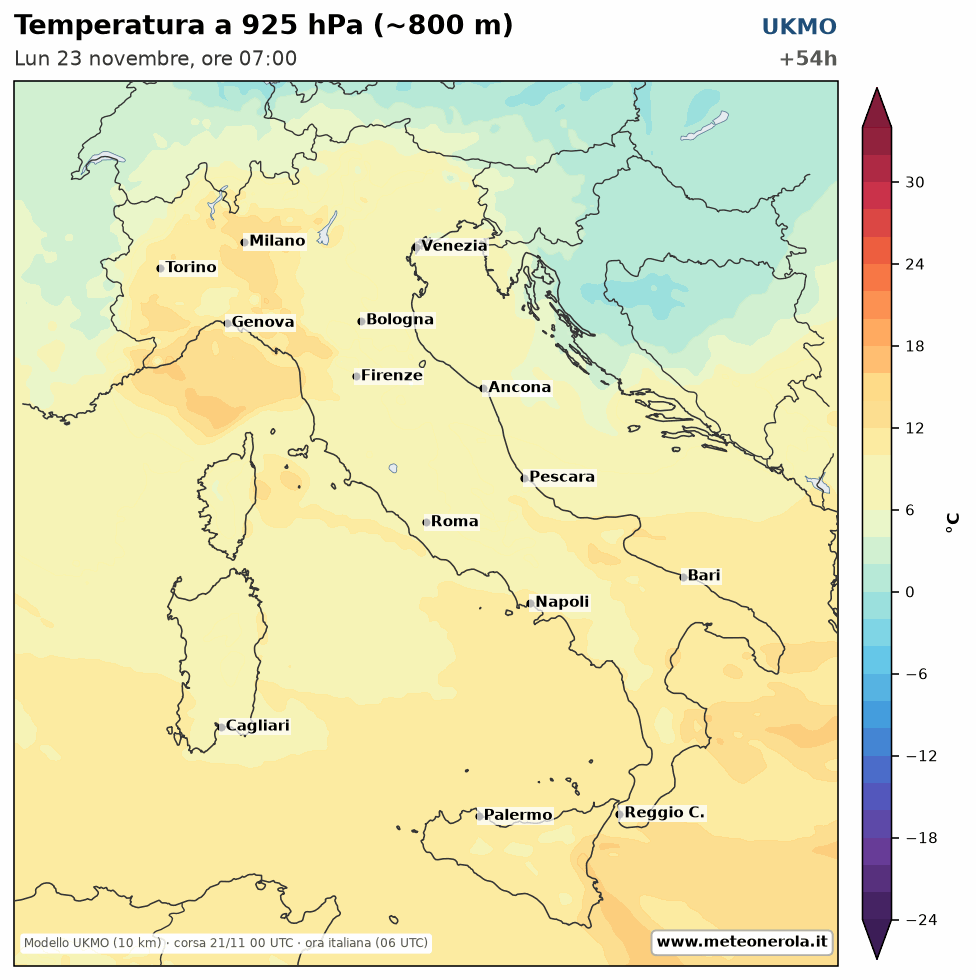 Temperatura a 925 hPa (~800 m)
UKMO
Lun 23 novembre, ore 07:00
+54h
Milano
Venezia
Torino
Genova
Bologna
Firenze
Ancona
Pescara
Roma
Bari
Napoli
Cagliari
Palermo
Reggio C.
30
24
18
12
6
0
−6
−12
−18
−24
°C
Modello UKMO (10 km) · corsa 21/11 00 UTC · ora italiana (06 UTC)
www.meteonerola.it